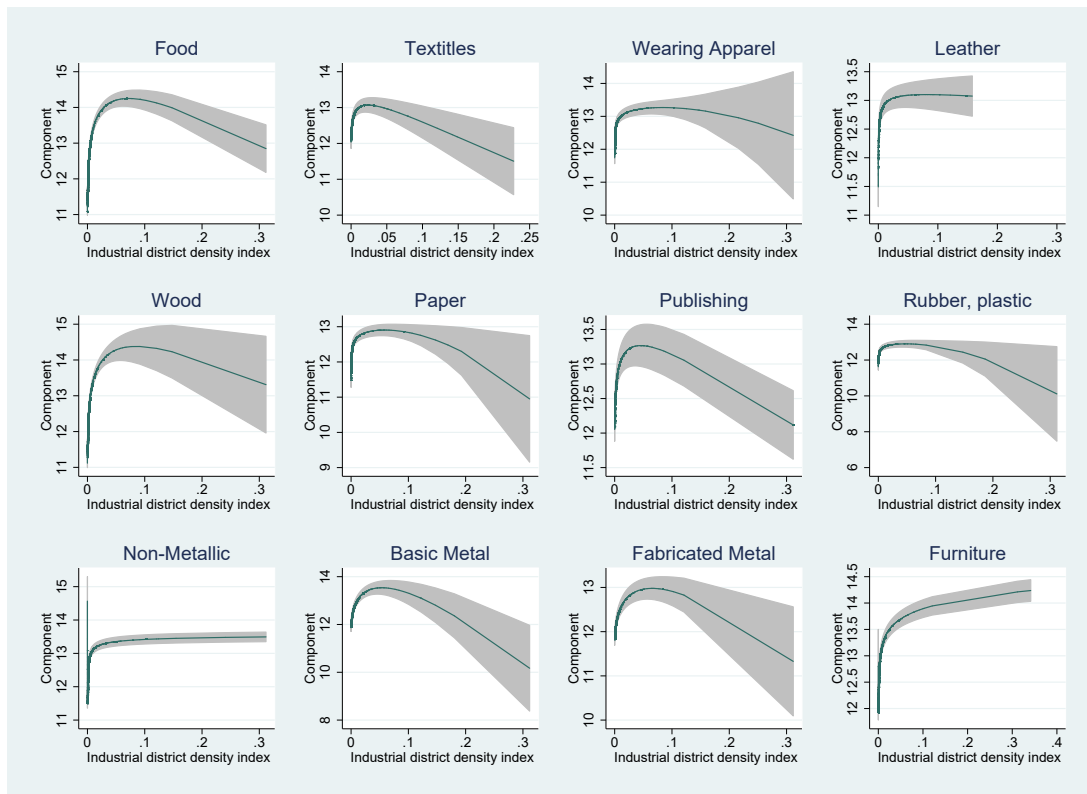 Food Textitles Wearing Apparel Leather
Component
15
14
13
12
11
0 .1 .2 .3
Industrial district density index
Component
14
13
12
11
10
0 .05 .1 .15 .2 .25
Industrial district density index
Component
14
13
12
11
10
0 .1 .2 .3
Industrial district density index
Component
13.5
13
12.5
12
11.5
11
0 .1 .2 .3
Industrial district density index
Wood Paper Publishing Rubber, plastic
Component
15
14
13
12
11
0 .1 .2 .3
Industrial district density index
Component
13
12
11
10
9
0 .1 .2 .3
Industrial district density index
Component
13.5
13
12.5
12
11.5
0 .1 .2 .3
Industrial district density index
Component
14
12
10
8
6
0 .1 .2 .3
Industrial district density index
Non-Metallic Basic Metal Fabricated Metal Furniture
Component
15
14
13
12
11
0 .1 .2 .3
Industrial district density index
Component
14
12
10
8
0 .1 .2 .3
Industrial district density index
Component
13
12
11
10
0 .1 .2 .3
Industrial district density index
Component
14.5
14
13.5
13
12.5
12
0 .1 .2 .3 .4
Industrial district density index